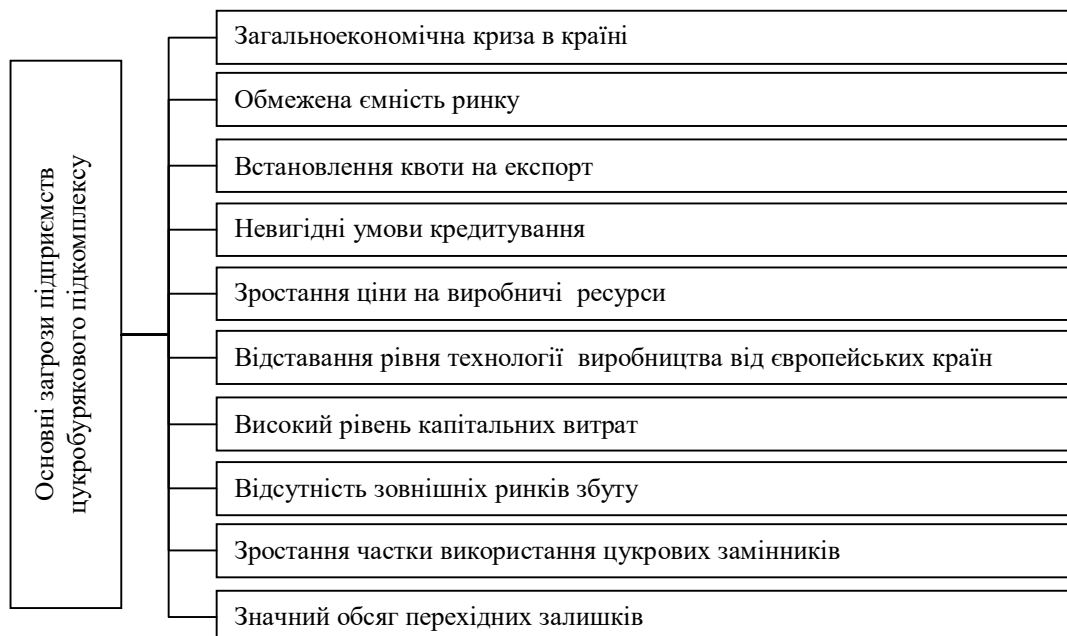 Основні загрози підприємств
цукробурякового підкомплексу
Загальноекономічна криза в країні
Обмежена ємність ринку
Встановлення квоти на експорт
Невигідні умови кредитування
Зростання ціни на виробничі ресурси
Відставання рівня технології виробництва від європейських країн
Високий рівень капітальних витрат
Відсутність зовнішніх ринків збуту
Зростання частки використання цукрових замінників
Значний обсяг перехідних залишків